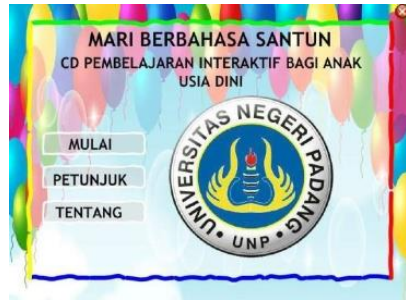 MARI BERBAHASA SANTUN
CD PEMBELAJARAN INTERAKTIF BAGI ANAK
USIA DINI
MULAI
PETUNJUK
TENTANG
UNIVERSITAS NEGERI PADANG
UNP